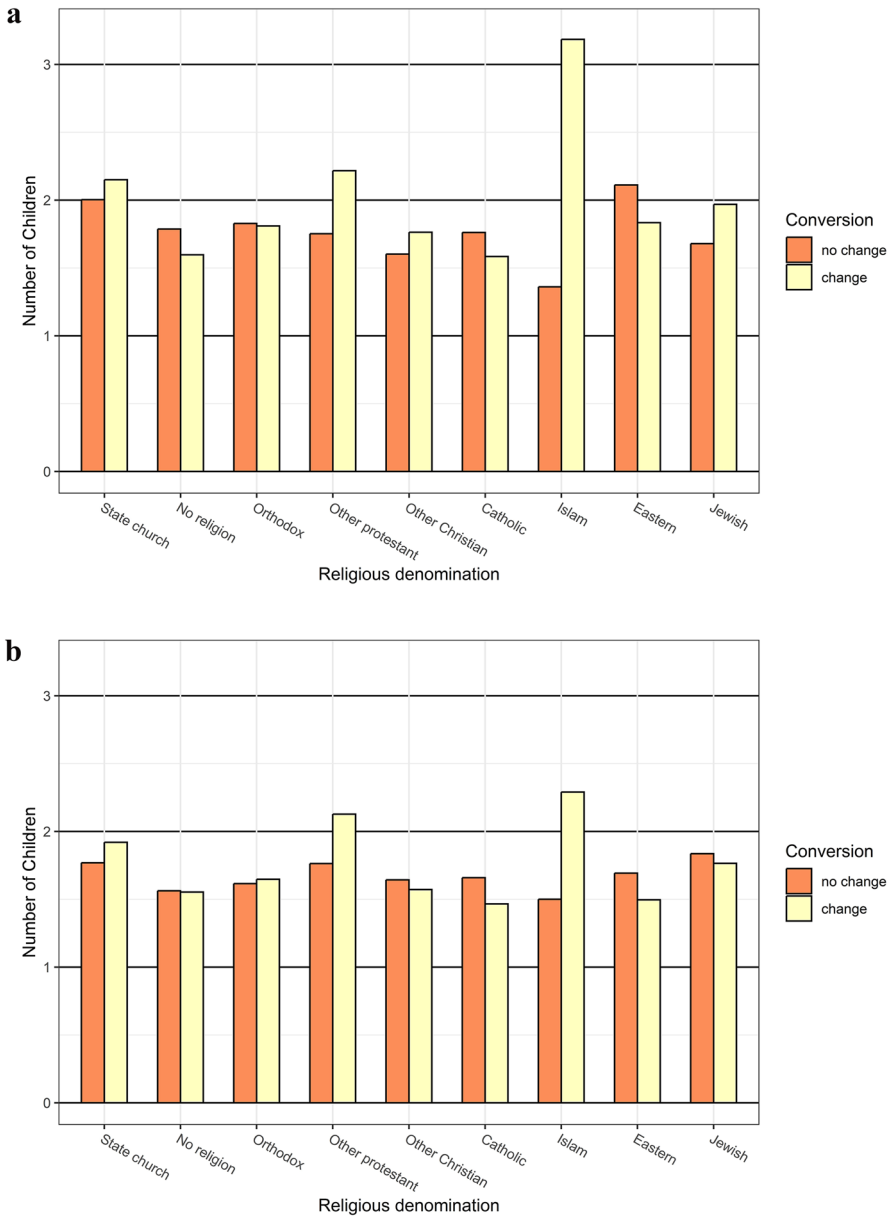 a
3
2
1
0
Number of Children
State church
No religion
Orthodox
Other protestant
Other Christian
Catholic
Islam
Eastern
Jewish
Religious denomination
Conversion
no change
change
b
3
2
1
0
Number of Children
State church
No religion
Orthodox
Other protestant
Other Christian
Catholic
Islam
Eastern
Jewish
Religious denomination
Conversion
no change
change